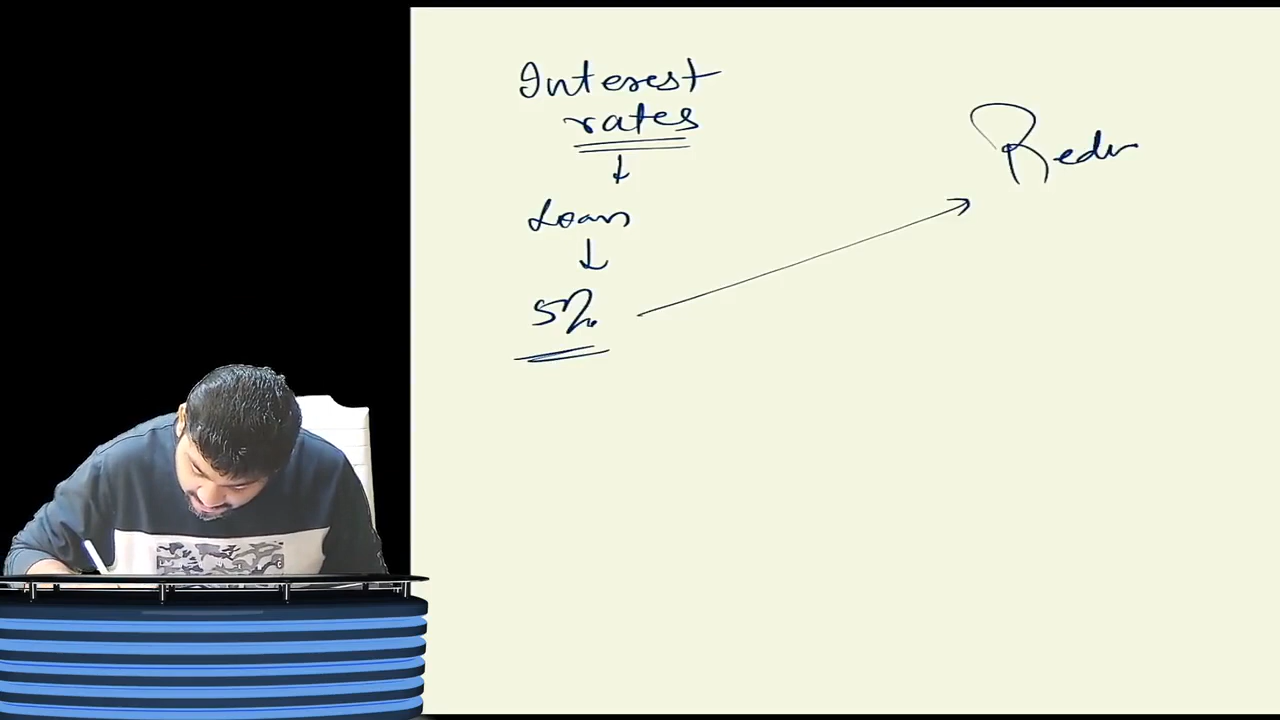 Interest
rates
↓
Loan
↓
5%
Redu